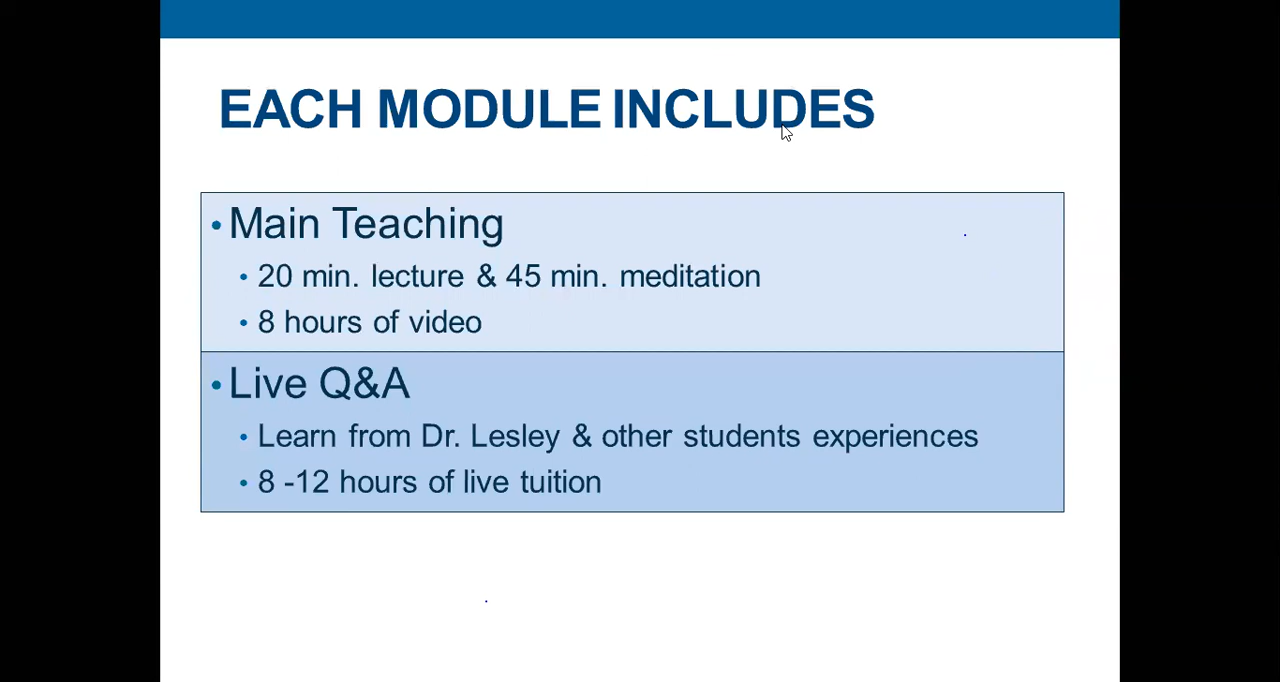 EACH MODULE INCLUDES
• Main Teaching
• 20 min. lecture & 45 min. meditation
• 8 hours of video
• Live Q&A
• Learn from Dr. Lesley & other students experiences
• 8 -12 hours of live tuition